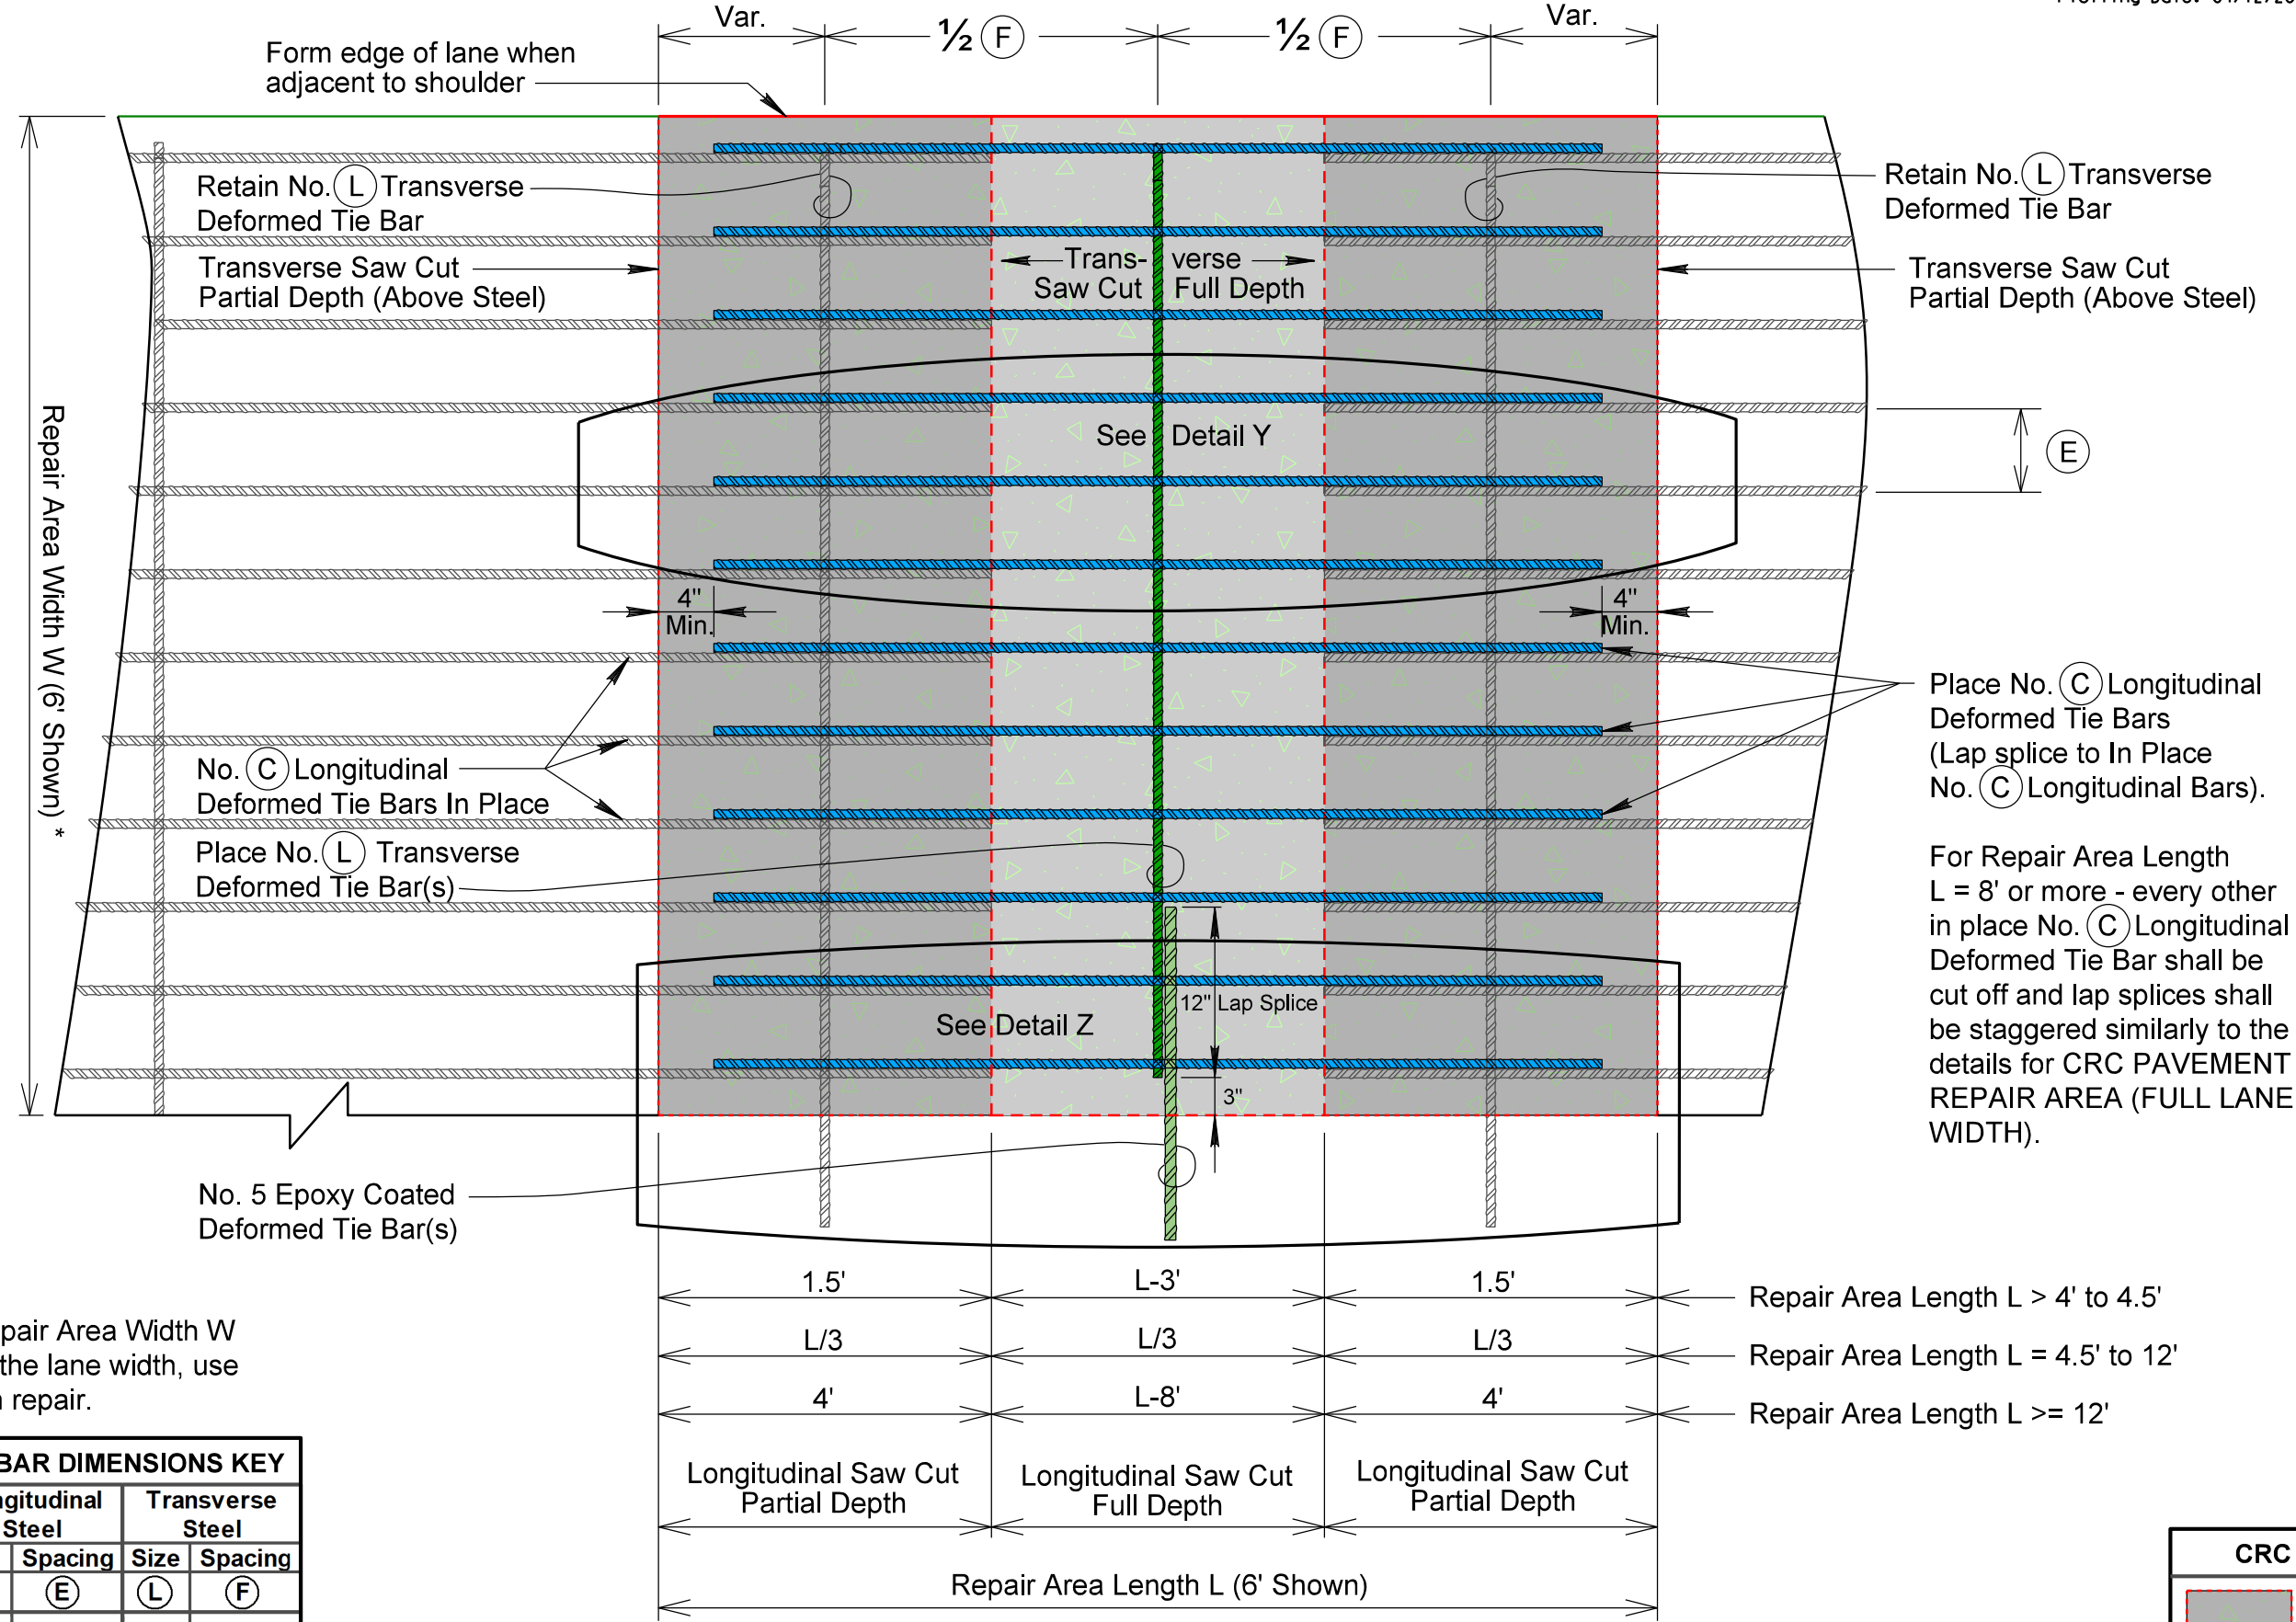 Var.
½ F
½ F
Var.
Form edge of lane when
adjacent to shoulder
Retain No. L Transverse
Deformed Tie Bar
Transverse Saw Cut
Partial Depth (Above Steel)
Trans- verse
Saw Cut Full Depth
Retain No. L Transverse
Deformed Tie Bar
Transverse Saw Cut
Partial Depth (Above Steel)
See Detail Y
E
Repair Area Width W (6' Shown) *
4"
Min.
4"
Min.
No. C Longitudinal
Deformed Tie Bars In Place
Place No. L Transverse
Deformed Tie Bar(s)
Place No. C Longitudinal
Deformed Tie Bars
(Lap splice to In Place
No. C Longitudinal Bars).
For Repair Area Length
L = 8' or more - every other
in place No. C Longitudinal
Deformed Tie Bar shall be
cut off and lap splices shall
be staggered similarly to the
details for CRC PAVEMENT
REPAIR AREA (FULL LANE
WIDTH).
12" Lap Splice
See Detail Z
3"
No. 5 Epoxy Coated
Deformed Tie Bar(s)
1.5' L-3' 1.5' Repair Area Length L > 4' to 4.5'
L/3 L/3 L/3 Repair Area Length L = 4.5' to 12'
4' L-8' 4' Repair Area Length L >= 12'
Longitudinal Saw Cut
Partial Depth
Longitudinal Saw Cut
Full Depth
Longitudinal Saw Cut
Partial Depth
Repair Area Length L (6' Shown)
pair Area Width W
the lane width, use
repair.
BAR DIMENSIONS KEY
gitudinal Transverse
Steel Steel
Spacing Size Spacing
E L F
CRC